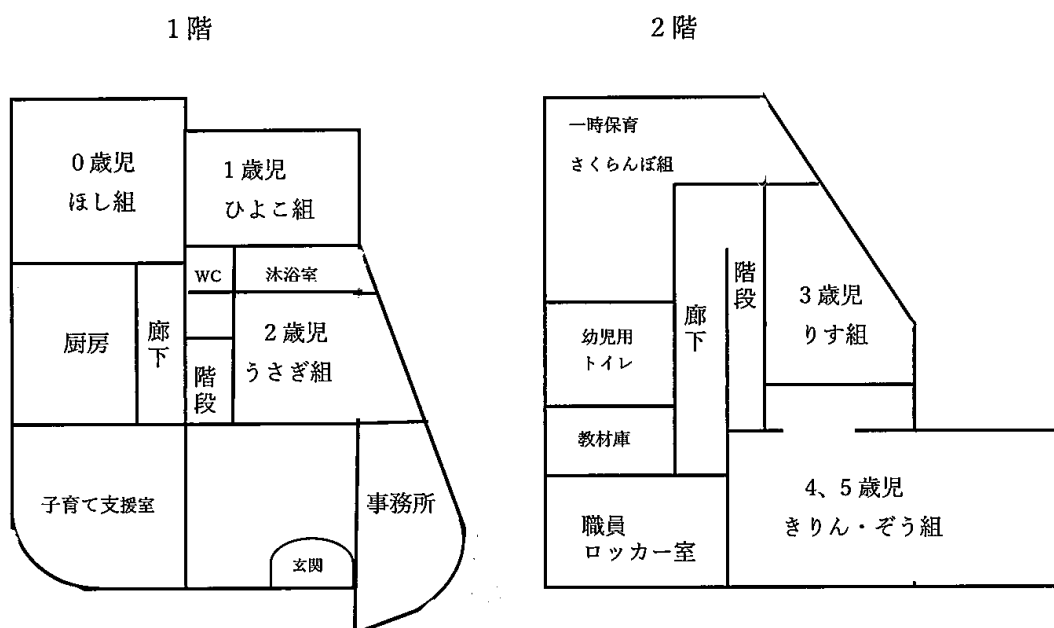 1階
0歳児
ほし組
1歳児
ひよこ組
WC
沐浴室
厨房
廊下
階段
2歳児
うさぎ組
子育て支援室
玄関
事務所
2階
一時保育
さくらんぼ組
幼児用
トイレ
廊下
階段
3歳児
りす組
教材庫
職員
ロッカー室
4、5歳児
きりん・ぞう組